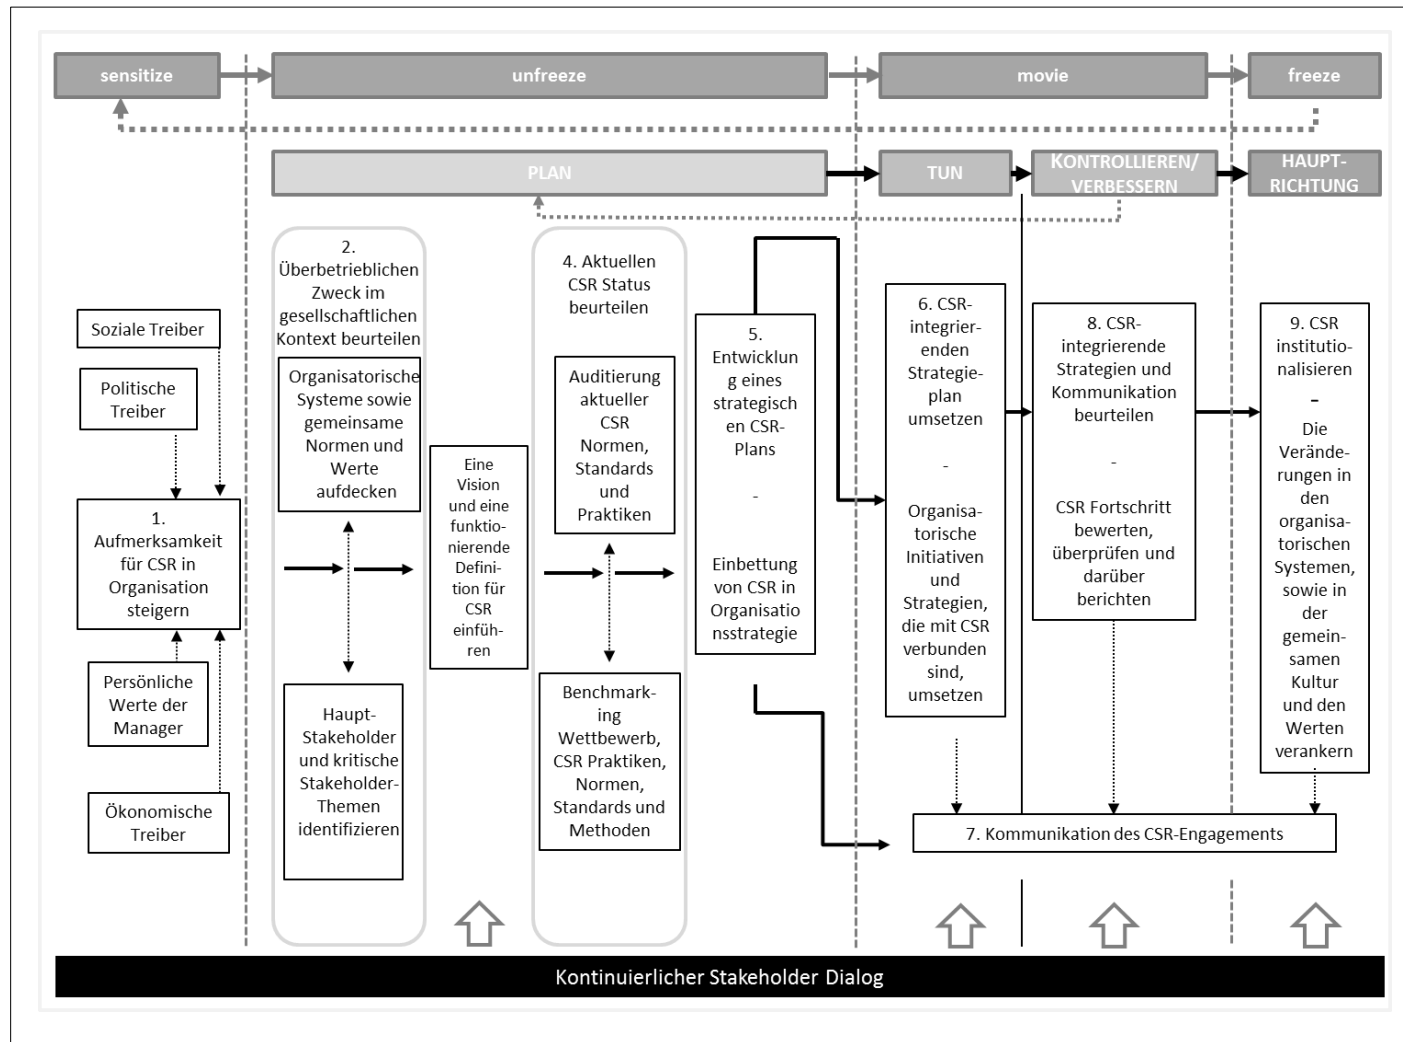 sensitize
unfreeze
movie
freeze
PLAN
TUN
KONTROLLIEREN/
VERBESSERN
HAUPT-
RICHTUNG
Soziale Treiber
Politische
Treiber
1.
Aufmerksamkeit
für CSR in
Organisation
steigern
Persönliche
Werte der
Manager
Ökonomische
Treiber
2.
Überbetrieblichen
Zweck im
gesellschaftlichen
Kontext beurteilen
Organisatorische
Systeme sowie
gemeinsame
Normen und
Werte
aufdecken
Haupt-
Stakeholder
und kritische
Stakeholder-
Themen
identifizieren
Eine
Vision
und eine
funktio-
nierende
Defini-
tion für
CSR
einfüh-
ren
4. Aktuellen
CSR Status
beurteilen
Auditierung
aktueller
CSR
Normen,
Standards
und
Praktiken
Benchmark-
ing
Wettbewerb,
CSR Praktiken,
Normen,
Standards und
Methoden
5.
Entwicklun
g eines
strategisch
en CSR-
Plans
-
Einbettung
von CSR in
Organisatio
nsstrategie
6. CSR-
integrier-
enden
Strategie-
plan
umsetzen
-
Organisa-
torische
Initiativen
und
Strategien,
die mit CSR
verbunden
sind,
umsetzen
8. CSR-
integrierende
Strategien und
Kommunikation
beurteilen
-
CSR Fortschritt
bewerten,
überprüfen und
darüber
berichten
9. CSR
institutio-
nalisieren
–
Die
Verände-
rungen in
den
organisa-
torischen
Systemen,
sowie in
der
gemein-
samen
Kultur
und den
Werten
verankern
7. Kommunikation des CSR-Engagements
Kontinuierlicher Stakeholder Dialog